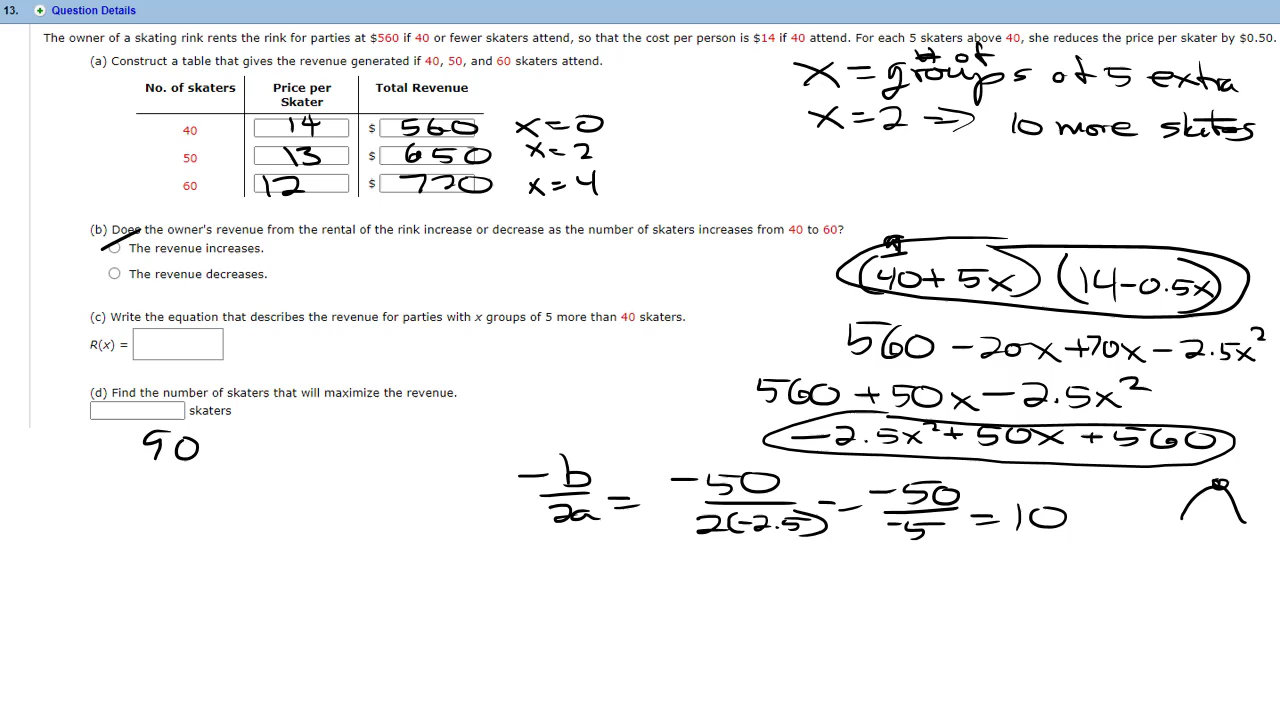 13. Question Details
The owner of a skating rink rents the rink for parties at $560 if 40 or fewer skaters attend, so that the cost per person is $14 if 40 attend. For each 5 skaters above 40, she reduces the price per skater by $0.50.
(a) Construct a table that gives the revenue generated if 40, 50, and 60 skaters attend.
x = # of groups of 5 extra
x = 2 => 10 more skates
No. of skaters Price per Skater Total Revenue
40 14 $ 560 x = 0
50 13 $ 650 x = 2
60 12 $ 720 x = 4
(b) Does the owner's revenue from the rental of the rink increase or decrease as the number of skaters increases from 40 to 60?
The revenue increases.
The revenue decreases.
(40 + 5x) (14 - 0.5x)
(c) Write the equation that describes the revenue for parties with x groups of 5 more than 40 skaters.
R(x) =
560 - 20x + 70x - 2.5x²
(d) Find the number of skaters that will maximize the revenue.
skaters
90
560 + 50x - 2.5x²
-2.5x² + 50x + 560
-b/2a = -50/2(-2.5) = -50/-5 = 10